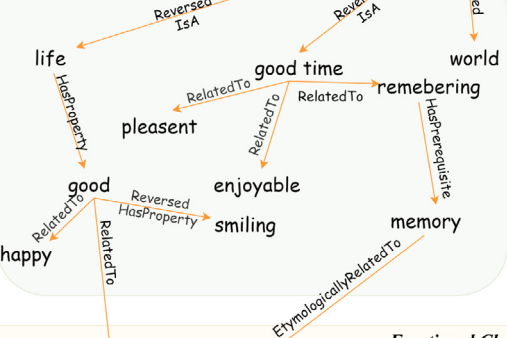 Reversed
IsA
IsA
life
good time
world
RelatedTo
RelatedTo
remebering
HasProperty
pleasent
RelatedTo
HasPrerequisite
good
enjoyable
Reversed
HasProperty
smiling
memory
RelatedTo
happy
RelatedTo
EtymologicallyRelatedTo